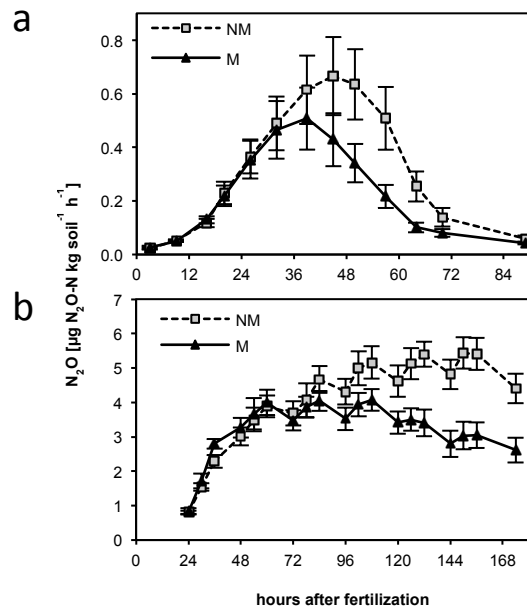 a
0.8
NM
M
0.6
0.4
0.2
0.0
0 12 24 36 48 60 72 84
N₂O [µg N₂O-N kg soil⁻¹ h⁻¹]
b
7
NM
6
M
5
4
3
2
1
0
0 24 48 72 96 120 144 168
hours after fertilization